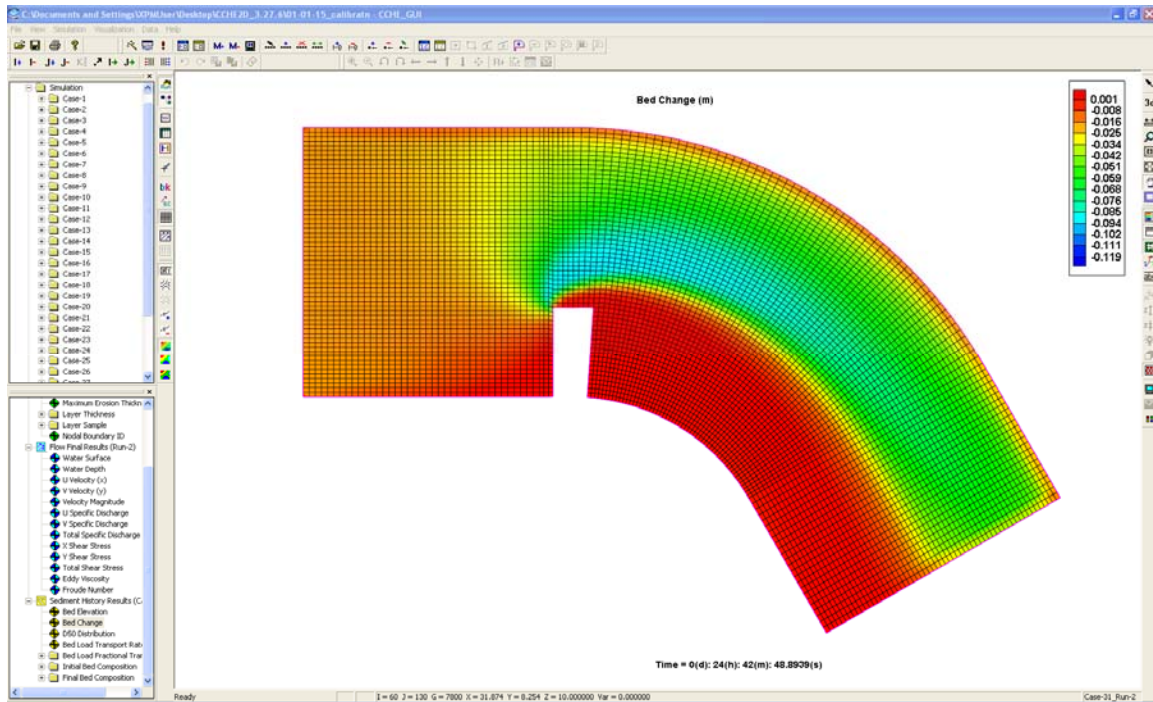 C:\Documents and Settings\XPMUser\Desktop\CCHE2D_3.27.6\01-01-15_calibratn - CCHE_GUI
File View Simulation Visualization Data Help
I+ I- J+ J-
Simulation
Case-1
Case-2
Case-3
Case-4
Case-5
Case-6
Case-7
Case-8
Case-9
Case-10
Case-11
Case-12
Case-13
Case-14
Case-15
Case-16
Case-17
Case-18
Case-19
Case-20
Case-21
Case-22
Case-23
Case-24
Case-25
Case-26
Maximum Erosion Thickn
Layer Thickness
Layer Sample
Nodal Boundary ID
Flow Final Results (Run-2)
Water Surface
Water Depth
U Velocity (x)
V Velocity (y)
Velocity Magnitude
U Specific Discharge
V Specific Discharge
Total Specific Discharge
X Shear Stress
Y Shear Stress
Total Shear Stress
Eddy Viscosity
Froude Number
Sediment History Results (C
Bed Elevation
Bed Change
D50 Distribution
Bed Load Transport Rat
Bed Load Fractional Tran
Initial Bed Composition
Final Bed Composition
bk
Bed Change (m)
0.001
-0.008
-0.016
-0.025
-0.034
-0.042
-0.051
-0.059
-0.068
-0.076
-0.085
-0.094
-0.102
-0.111
-0.119
Time = 0(d): 24(h): 42(m): 48.8939(s)
Ready
I = 60 J = 130 G = 7800 X = 31.874 Y = 8.254 Z = 10.000000 Var = 0.000000
Case-31_Run-2